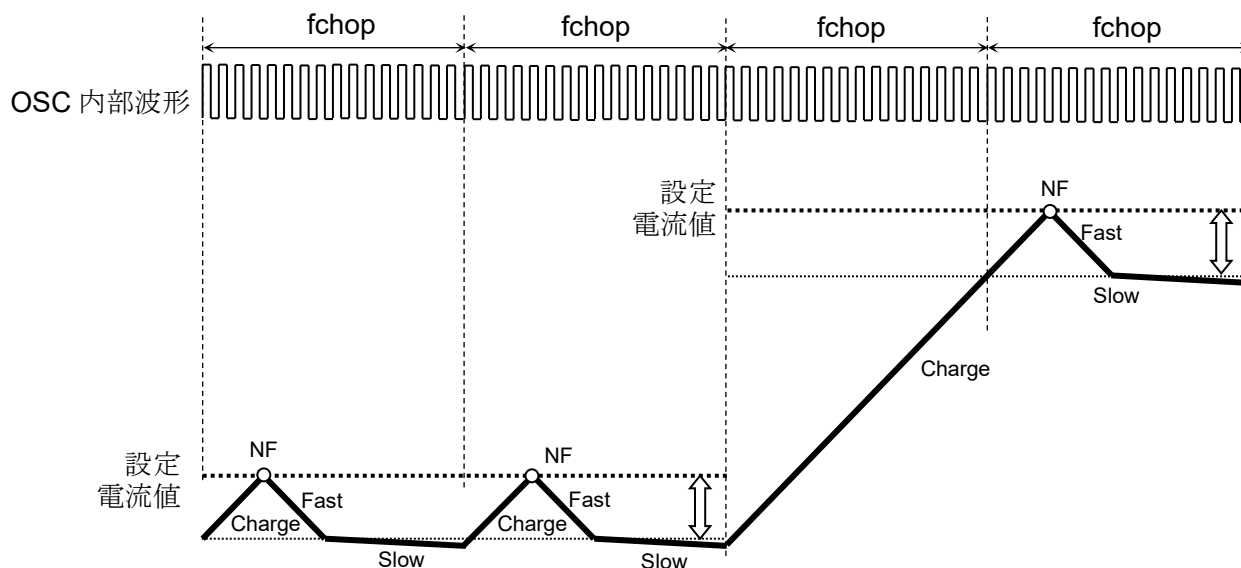 fchop
fchop
fchop
fchop
OSC 内部波形
設定
電流値
NF
Fast
Slow
Charge
設定
電流値
NF
Fast
Charge
Slow
NF
Fast
Charge
Slow